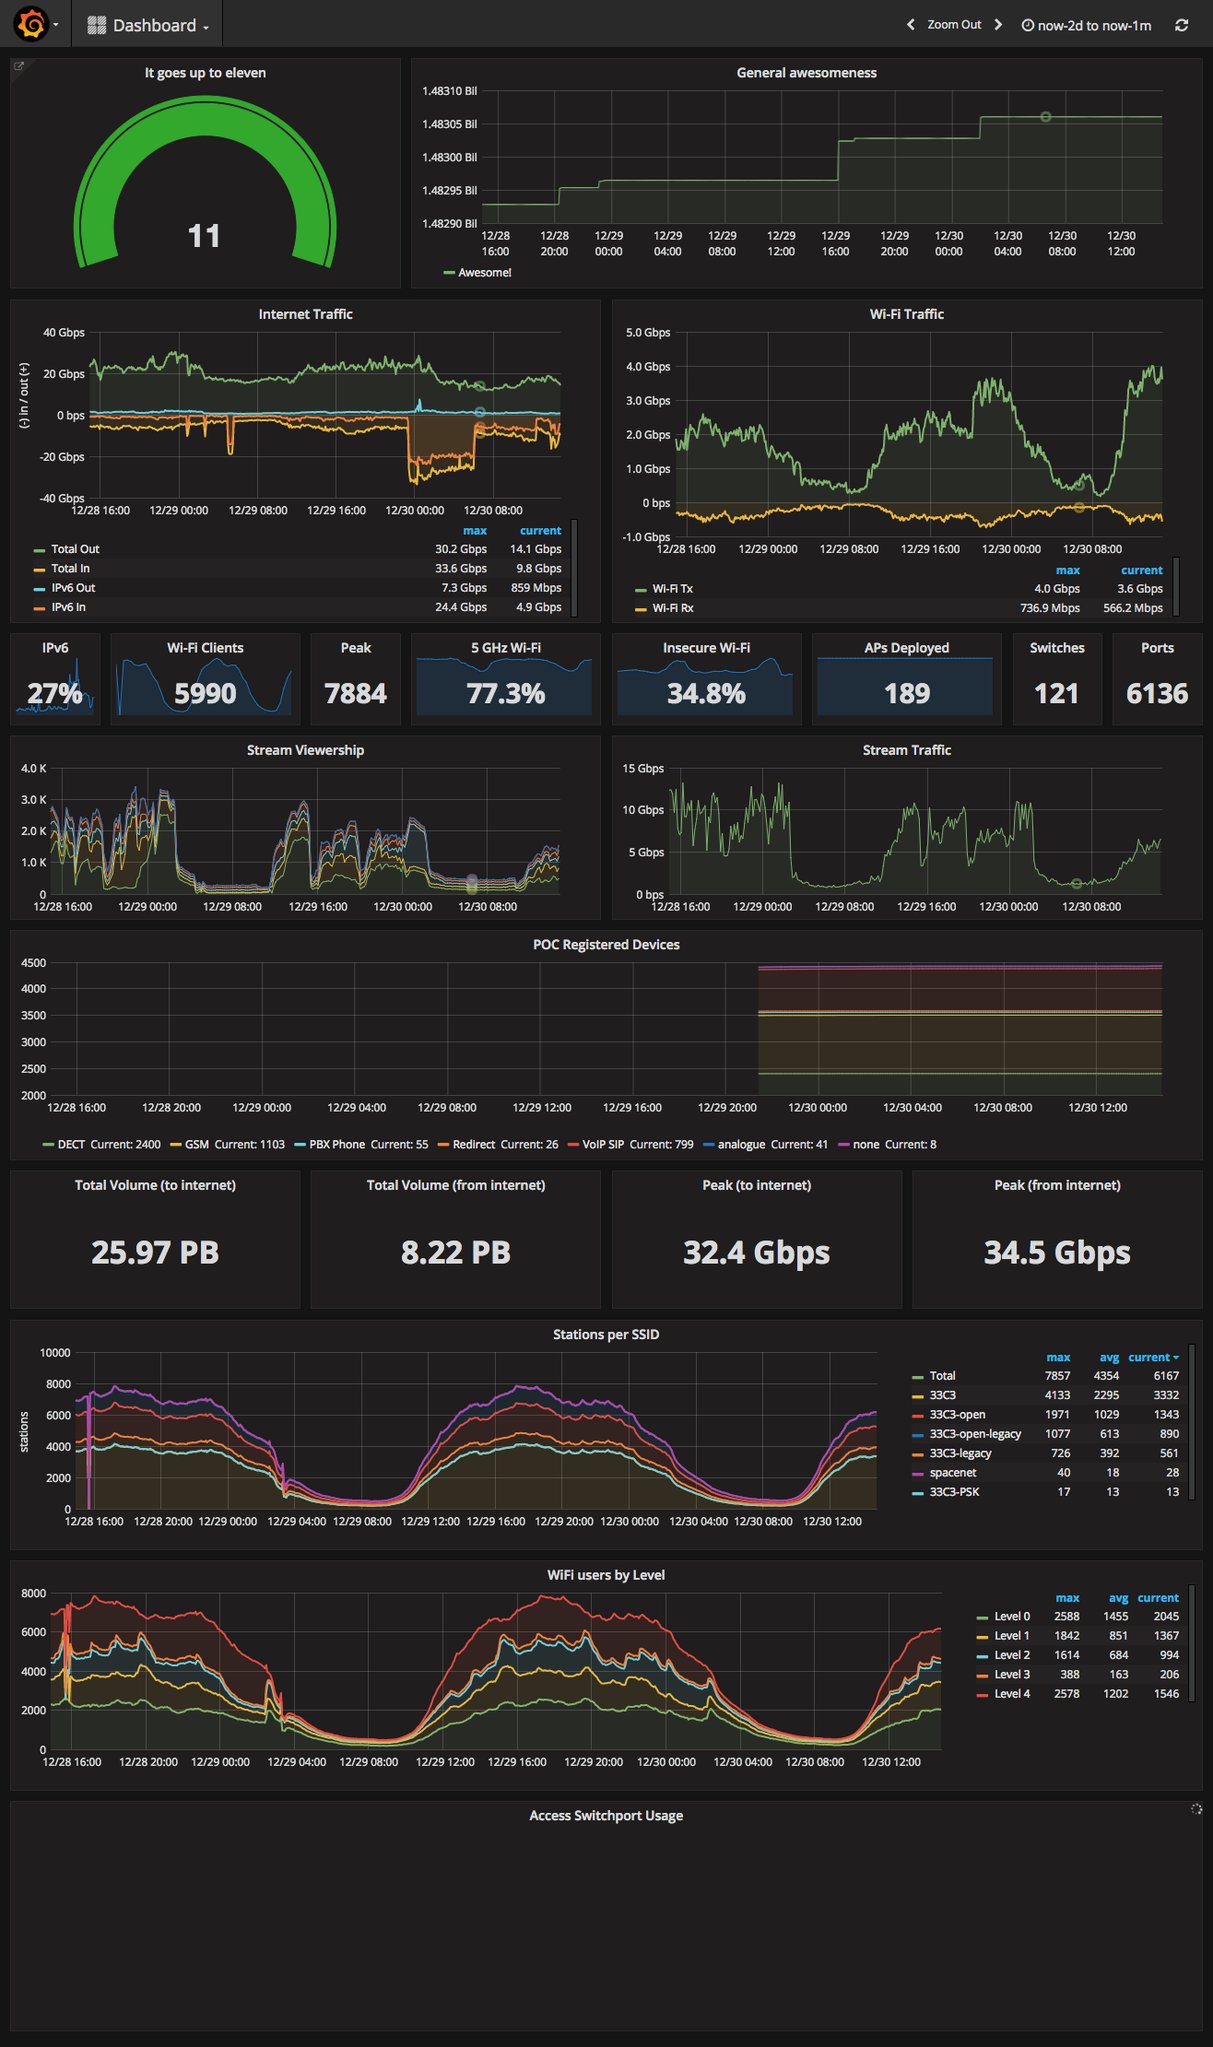 Dashboard
Zoom Out
now-2d to now-1m
It goes up to eleven
11
General awesomeness
1.48310 Bil
1.48305 Bil
1.48300 Bil
1.48295 Bil
1.48290 Bil
12/28 16:00
12/28 20:00
12/29 00:00
12/29 04:00
12/29 08:00
12/29 12:00
12/29 16:00
12/29 20:00
12/30 00:00
12/30 04:00
12/30 08:00
12/30 12:00
Awesome!
Internet Traffic
(-) in / out (+)
40 Gbps
20 Gbps
0 bps
-20 Gbps
-40 Gbps
12/28 16:00 12/29 00:00 12/29 08:00 12/29 16:00 12/30 00:00 12/30 08:00
max current
Total Out 30.2 Gbps 14.1 Gbps
Total In 33.6 Gbps 9.8 Gbps
IPv6 Out 7.3 Gbps 859 Mbps
IPv6 In 24.4 Gbps 4.9 Gbps
Wi-Fi Traffic
5.0 Gbps
4.0 Gbps
3.0 Gbps
2.0 Gbps
1.0 Gbps
0 bps
-1.0 Gbps
12/28 16:00 12/29 00:00 12/29 08:00 12/29 16:00 12/30 00:00 12/30 08:00
max current
Wi-Fi Tx 4.0 Gbps 3.6 Gbps
Wi-Fi Rx 736.9 Mbps 566.2 Mbps
IPv6
27%
Wi-Fi Clients
5990
Peak
7884
5 GHz Wi-Fi
77.3%
Insecure Wi-Fi
34.8%
APs Deployed
189
Switches
121
Ports
6136
Stream Viewership
4.0 K
3.0 K
2.0 K
1.0 K
0
12/28 16:00 12/29 00:00 12/29 08:00 12/29 16:00 12/30 00:00 12/30 08:00
Stream Traffic
15 Gbps
10 Gbps
5 Gbps
0 bps
12/28 16:00 12/29 00:00 12/29 08:00 12/29 16:00 12/30 00:00 12/30 08:00
POC Registered Devices
4500
4000
3500
3000
2500
2000
12/28 16:00 12/28 20:00 12/29 00:00 12/29 04:00 12/29 08:00 12/29 12:00 12/29 16:00 12/29 20:00 12/30 00:00 12/30 04:00 12/30 08:00 12/30 12:00
DECT Current: 2400 GSM Current: 1103 PBX Phone Current: 55 Redirect Current: 26 VoIP SIP Current: 799 analogue Current: 41 none Current: 8
Total Volume (to internet)
25.97 PB
Total Volume (from internet)
8.22 PB
Peak (to internet)
32.4 Gbps
Peak (from internet)
34.5 Gbps
Stations per SSID
stations
10000
8000
6000
4000
2000
0
12/28 16:00 12/28 20:00 12/29 00:00 12/29 04:00 12/29 08:00 12/29 12:00 12/29 16:00 12/29 20:00 12/30 00:00 12/30 04:00 12/30 08:00 12/30 12:00
max avg current
Total 7857 4354 6167
33C3 4133 2295 3332
33C3-open 1971 1029 1343
33C3-open-legacy 1077 613 890
33C3-legacy 726 392 561
spacenet 40 18 28
33C3-PSK 17 13 13
WiFi users by Level
8000
6000
4000
2000
0
12/28 16:00 12/28 20:00 12/29 00:00 12/29 04:00 12/29 08:00 12/29 12:00 12/29 16:00 12/29 20:00 12/30 00:00 12/30 04:00 12/30 08:00 12/30 12:00
max avg current
Level 0 2588 1455 2045
Level 1 1842 851 1367
Level 2 1614 684 994
Level 3 388 163 206
Level 4 2578 1202 1546
Access Switchport Usage